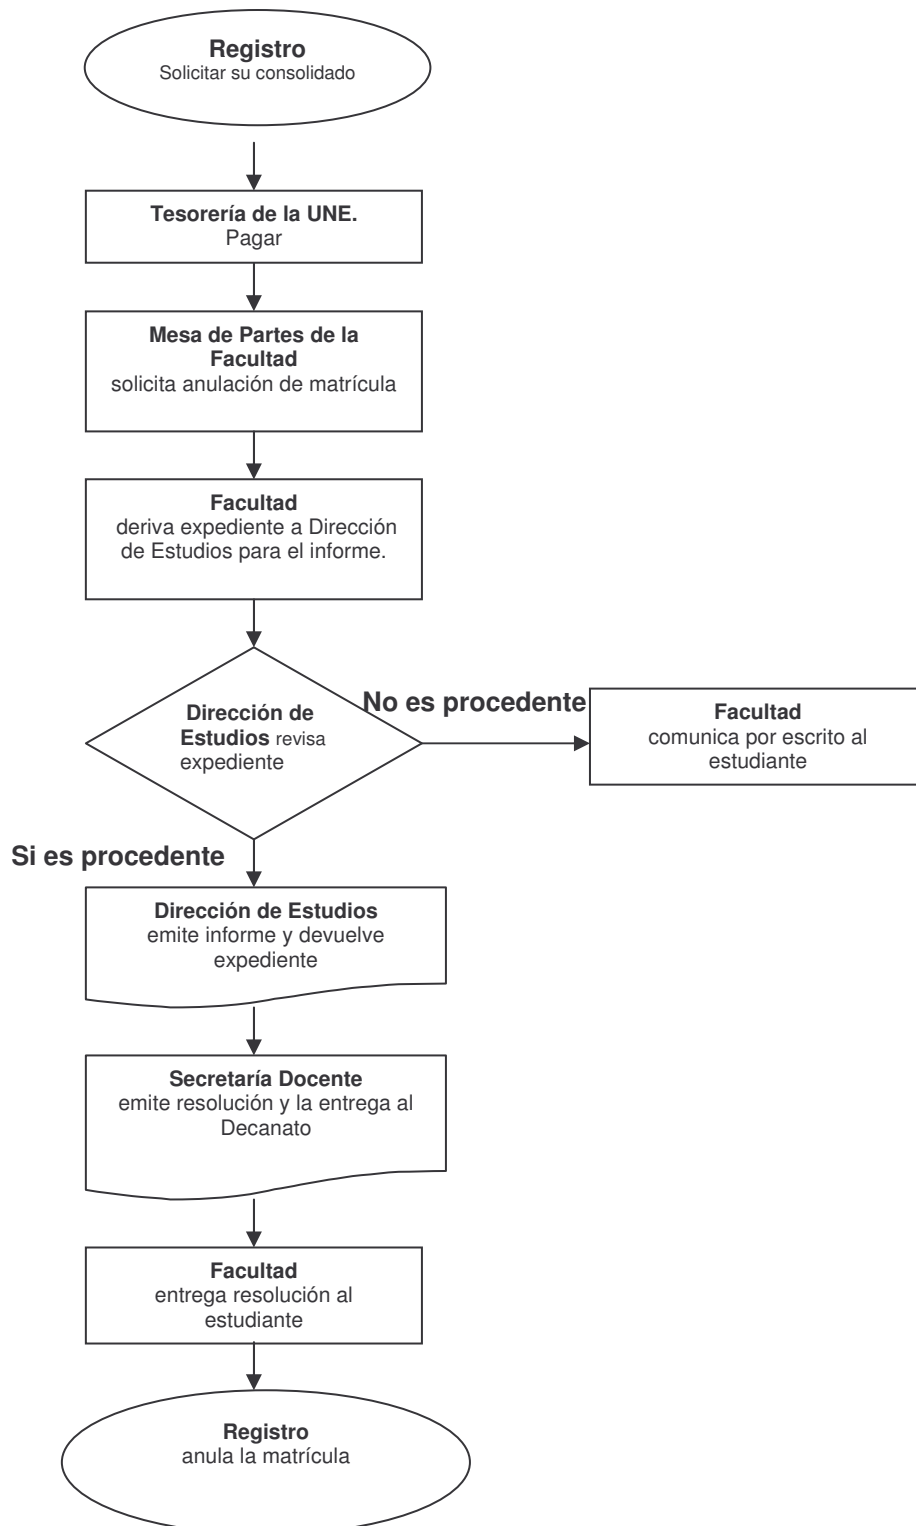 Registro
Solicitar su consolidado
Tesorería de la UNE.
Pagar
Mesa de Partes de la
Facultad
solicita anulación de matrícula
Facultad
deriva expediente a Dirección
de Estudios para el informe.
Dirección de
Estudios revisa
expediente
No es procedente
Facultad
comunica por escrito al
estudiante
Si es procedente
Dirección de Estudios
emite informe y devuelve
expediente
Secretaría Docente
emite resolución y la entrega al
Decanato
Facultad
entrega resolución al
estudiante
Registro
anula la matrícula